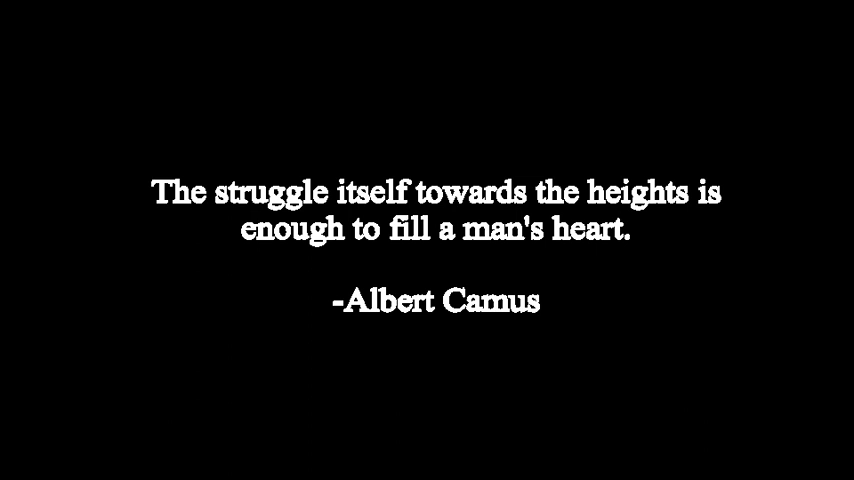 The struggle itself towards the heights is
enough to fill a man's heart.
-Albert Camus